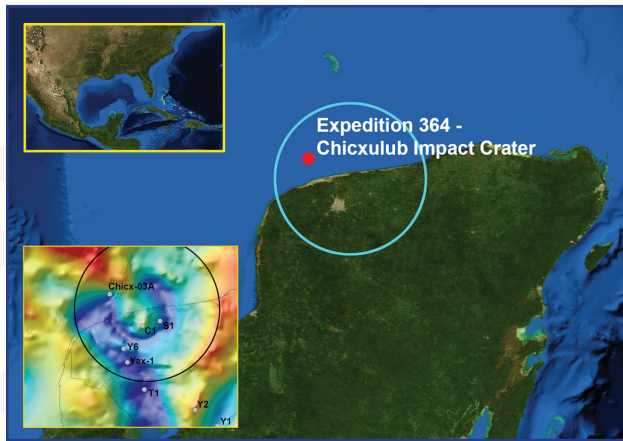 Expedition 364 -
Chicxulub Impact Crater
Chicx-03A
C1
S1
Y6
Yax-1
T1
Y2
Y1